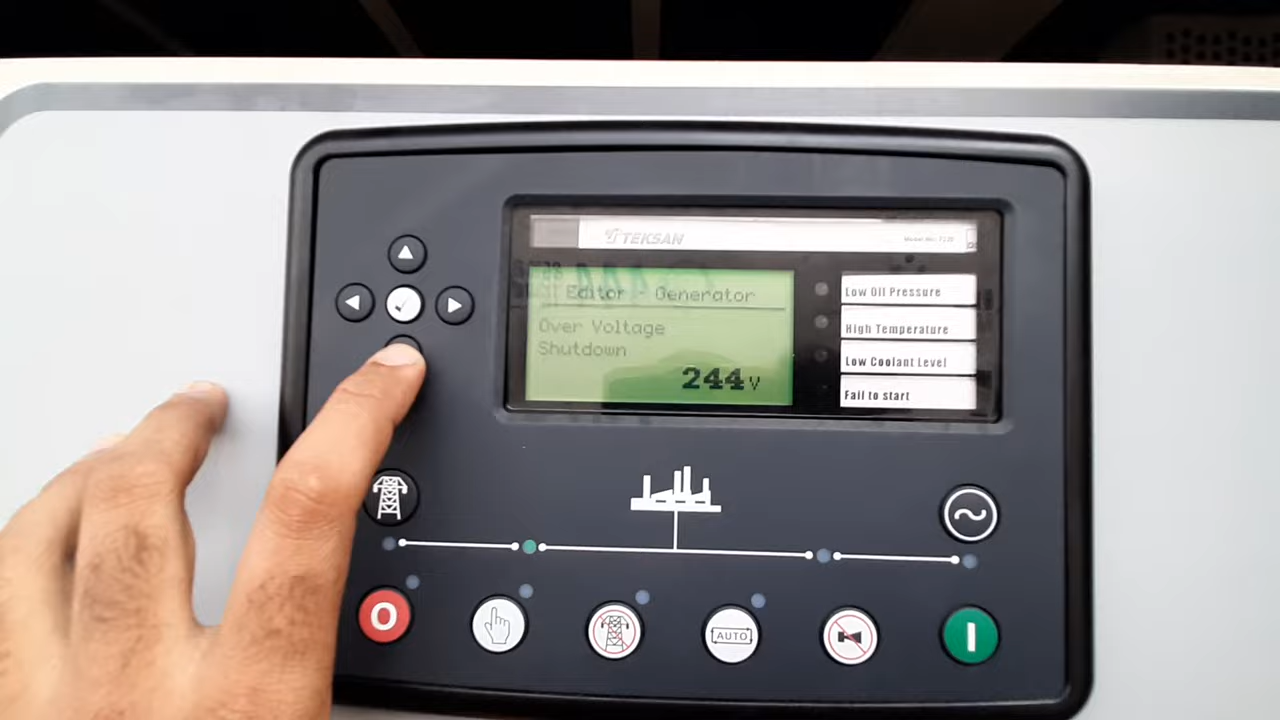 TEKSAN
Editor - Generator
Over Voltage
Shutdown
244v
Low Oil Pressure
High Temperature
Low Coolant Level
Fail to start
O
AUTO
I